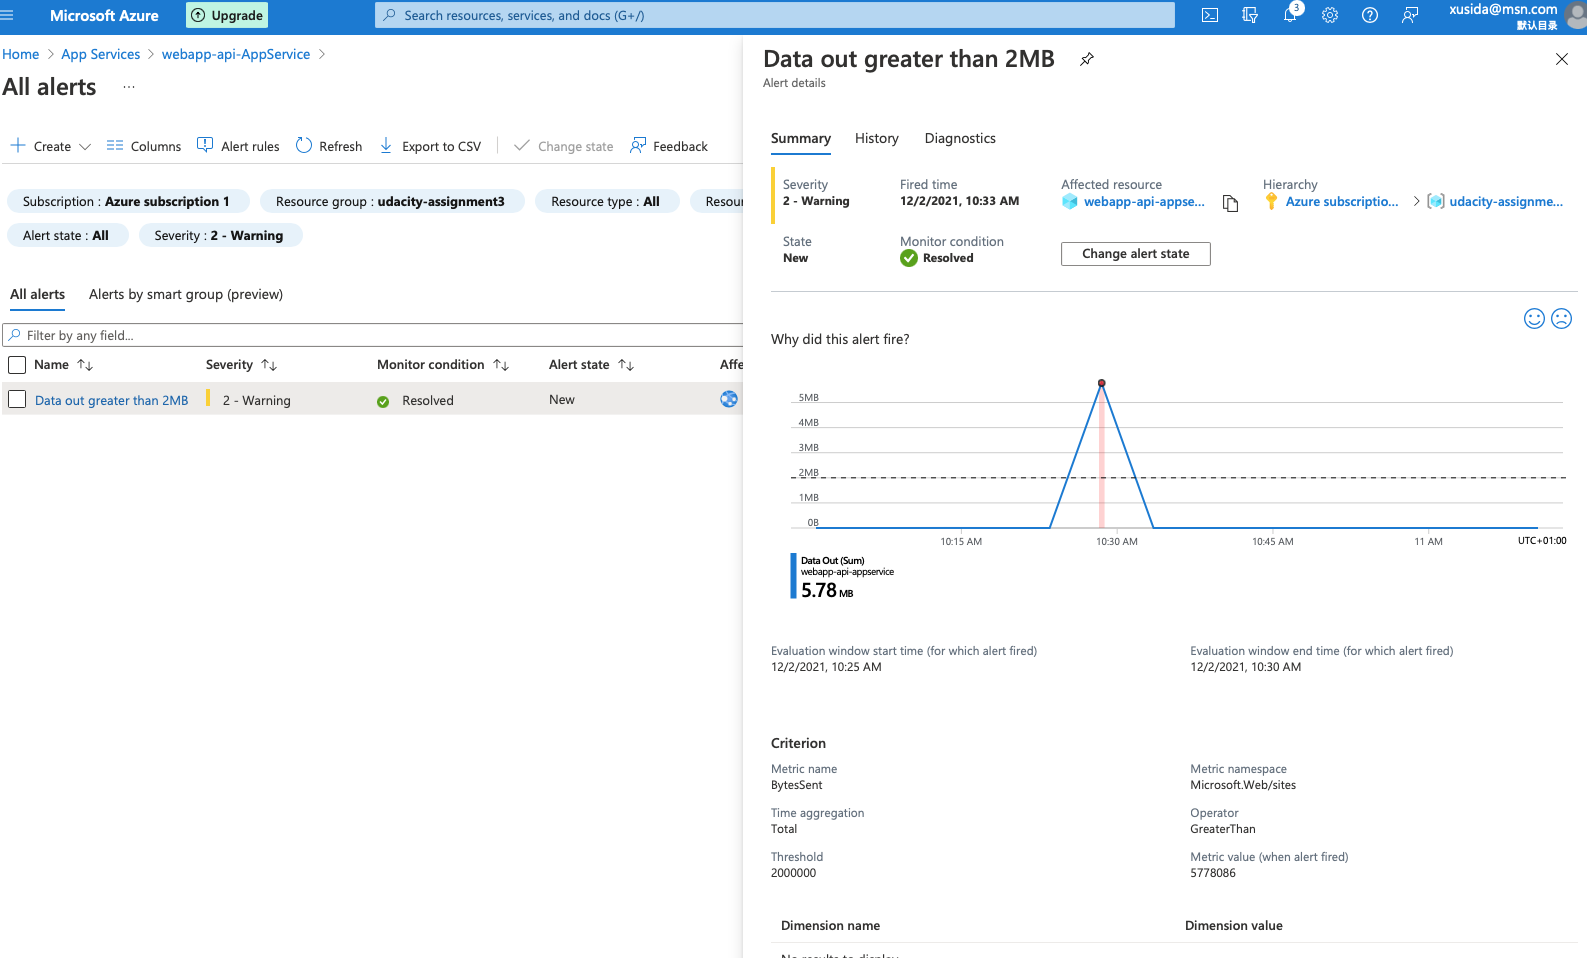 Microsoft Azure
Upgrade
Search resources, services, and docs (G+/)
3
xusida@msn.com
默认目录
Home > App Services > webapp-api-AppService >
All alerts ...
Create
Columns
Alert rules
Refresh
Export to CSV
Change state
Feedback
Subscription : Azure subscription 1
Resource group : udacity-assignment3
Resource type : All
Resour
Alert state : All
Severity : 2 - Warning
All alerts
Alerts by smart group (preview)
Filter by any field...
Name ↑↓ Severity ↑↓ Monitor condition ↑↓ Alert state ↑↓ Affe
Data out greater than 2MB 2 - Warning Resolved New
Data out greater than 2MB
Alert details
Summary History Diagnostics
Severity
2 - Warning
Fired time
12/2/2021, 10:33 AM
Affected resource
webapp-api-appse...
Hierarchy
Azure subscriptio... > udacity-assignme...
State
New
Monitor condition
Resolved
Change alert state
Why did this alert fire?
5MB
4MB
3MB
2MB
1MB
0B
10:15 AM 10:30 AM 10:45 AM 11 AM UTC+01:00
Data Out (Sum)
webapp-api-appservice
5.78 MB
Evaluation window start time (for which alert fired)
12/2/2021, 10:25 AM
Evaluation window end time (for which alert fired)
12/2/2021, 10:30 AM
Criterion
Metric name
BytesSent
Metric namespace
Microsoft.Web/sites
Time aggregation
Total
Operator
GreaterThan
Threshold
2000000
Metric value (when alert fired)
5778086
Dimension name Dimension value
No results to display